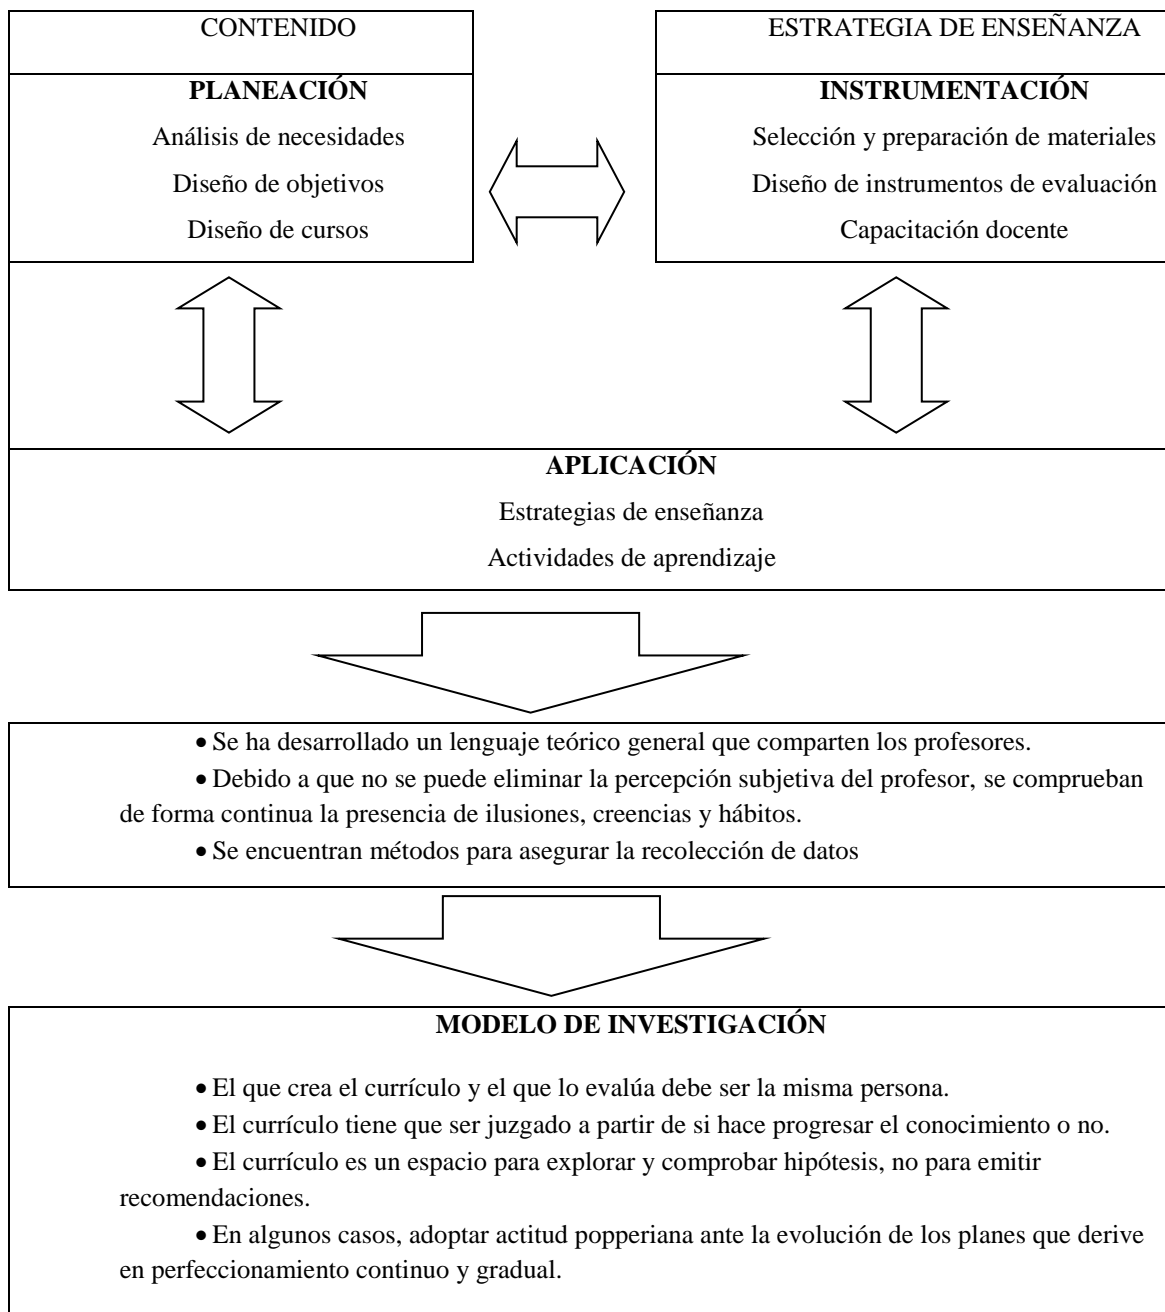 CONTENIDO
PLANEACIÓN
Análisis de necesidades
Diseño de objetivos
Diseño de cursos
ESTRATEGIA DE ENSEÑANZA
INSTRUMENTACIÓN
Selección y preparación de materiales
Diseño de instrumentos de evaluación
Capacitación docente
APLICACIÓN
Estrategias de enseñanza
Actividades de aprendizaje
• Se ha desarrollado un lenguaje teórico general que comparten los profesores.
• Debido a que no se puede eliminar la percepción subjetiva del profesor, se comprueban
de forma continua la presencia de ilusiones, creencias y hábitos.
• Se encuentran métodos para asegurar la recolección de datos
MODELO DE INVESTIGACIÓN
• El que crea el currículo y el que lo evalúa debe ser la misma persona.
• El currículo tiene que ser juzgado a partir de si hace progresar el conocimiento o no.
• El currículo es un espacio para explorar y comprobar hipótesis, no para emitir
recomendaciones.
• En algunos casos, adoptar actitud popperiana ante la evolución de los planes que derive
en perfeccionamiento continuo y gradual.